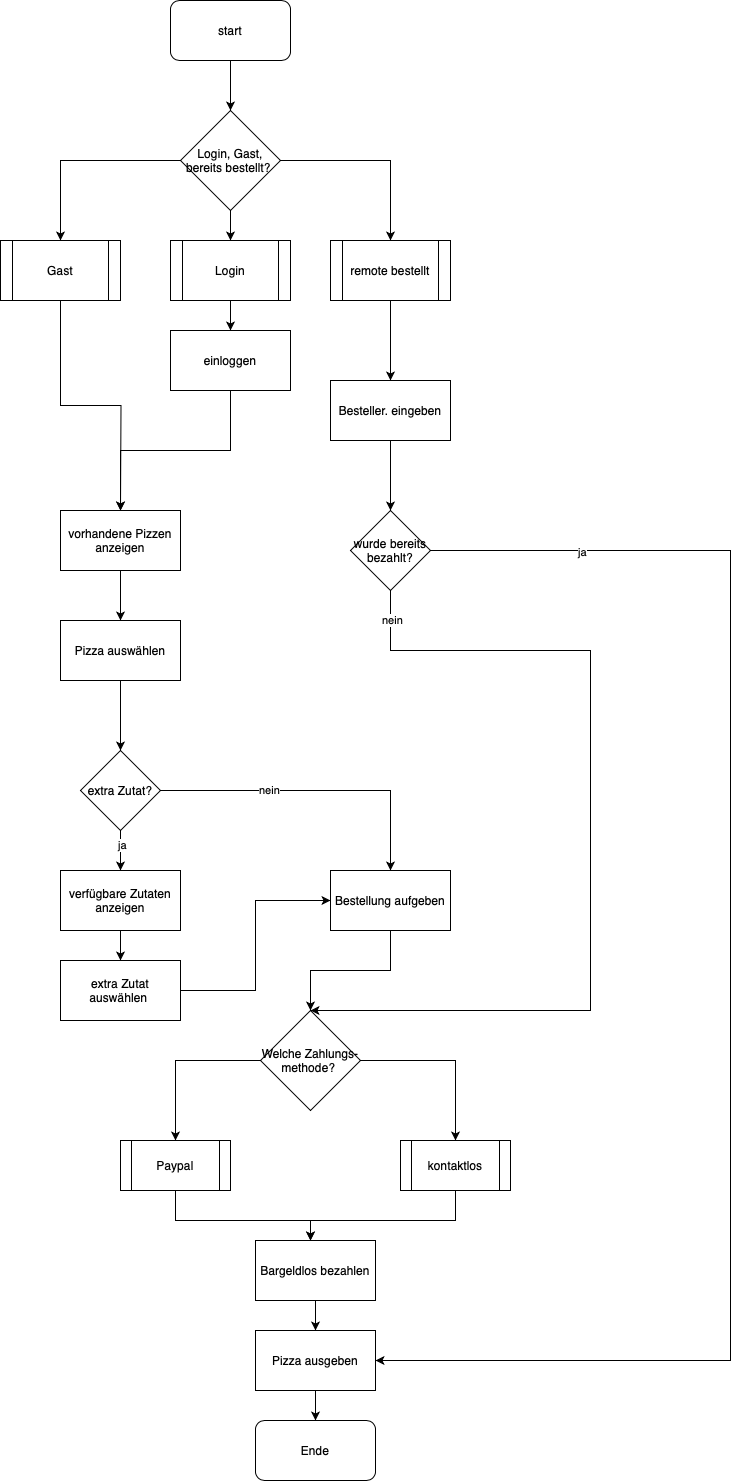 start
Login, Gast,
bereits bestellt?
Gast
Login
remote bestellt
einloggen
Besteller. eingeben
vorhandene Pizzen
anzeigen
wurde bereits
bezahlt?
ja
nein
Pizza auswählen
extra Zutat?
nein
ja
verfügbare Zutaten
anzeigen
Bestellung aufgeben
extra Zutat
auswählen
Welche Zahlungs-
methode?
Paypal
kontaktlos
Bargeldlos bezahlen
Pizza ausgeben
Ende